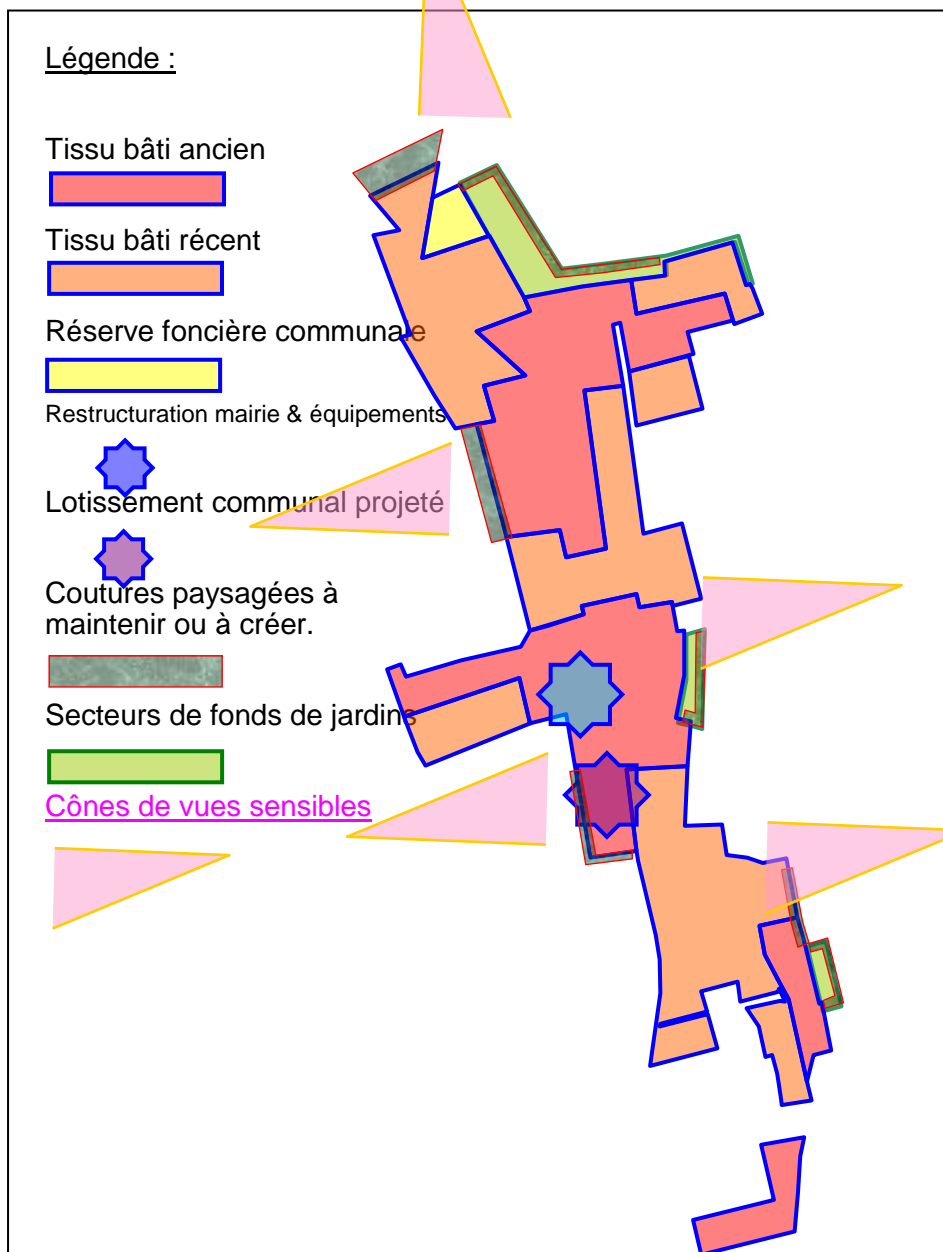 Légende :
Tissu bâti ancien
Tissu bâti récent
Réserve foncière communale
Restructuration mairie & équipements
Lotissement communal projeté
Coutures paysagées à
maintenir ou à créer.
Secteurs de fonds de jardins
Cônes de vues sensibles